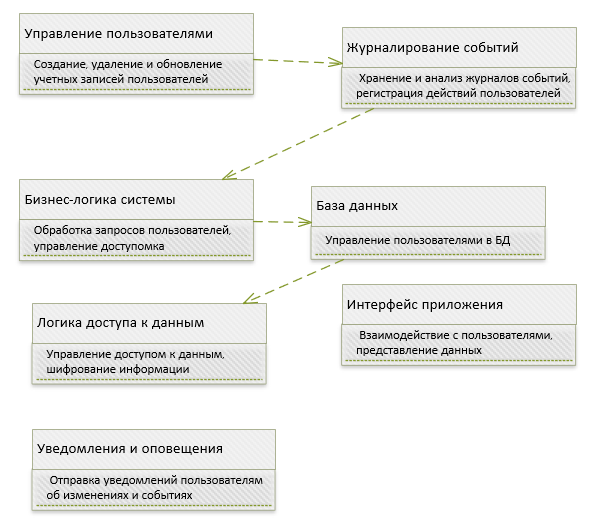 Управление пользователями
Создание, удаление и обновление
учетных записей пользователей
Журналирование событий
Хранение и анализ журналов событий,
регистрация действий пользователей
Бизнес-логика системы
Обработка запросов пользователей,
управление доступомка
База данных
Управление пользователями в БД
Логика доступа к данным
Управление доступом к данным,
шифрование информации
Интерфейс приложения
Взаимодействие с пользователями,
представление данных
Уведомления и оповещения
Отправка уведомлений пользователям
об изменениях и событиях